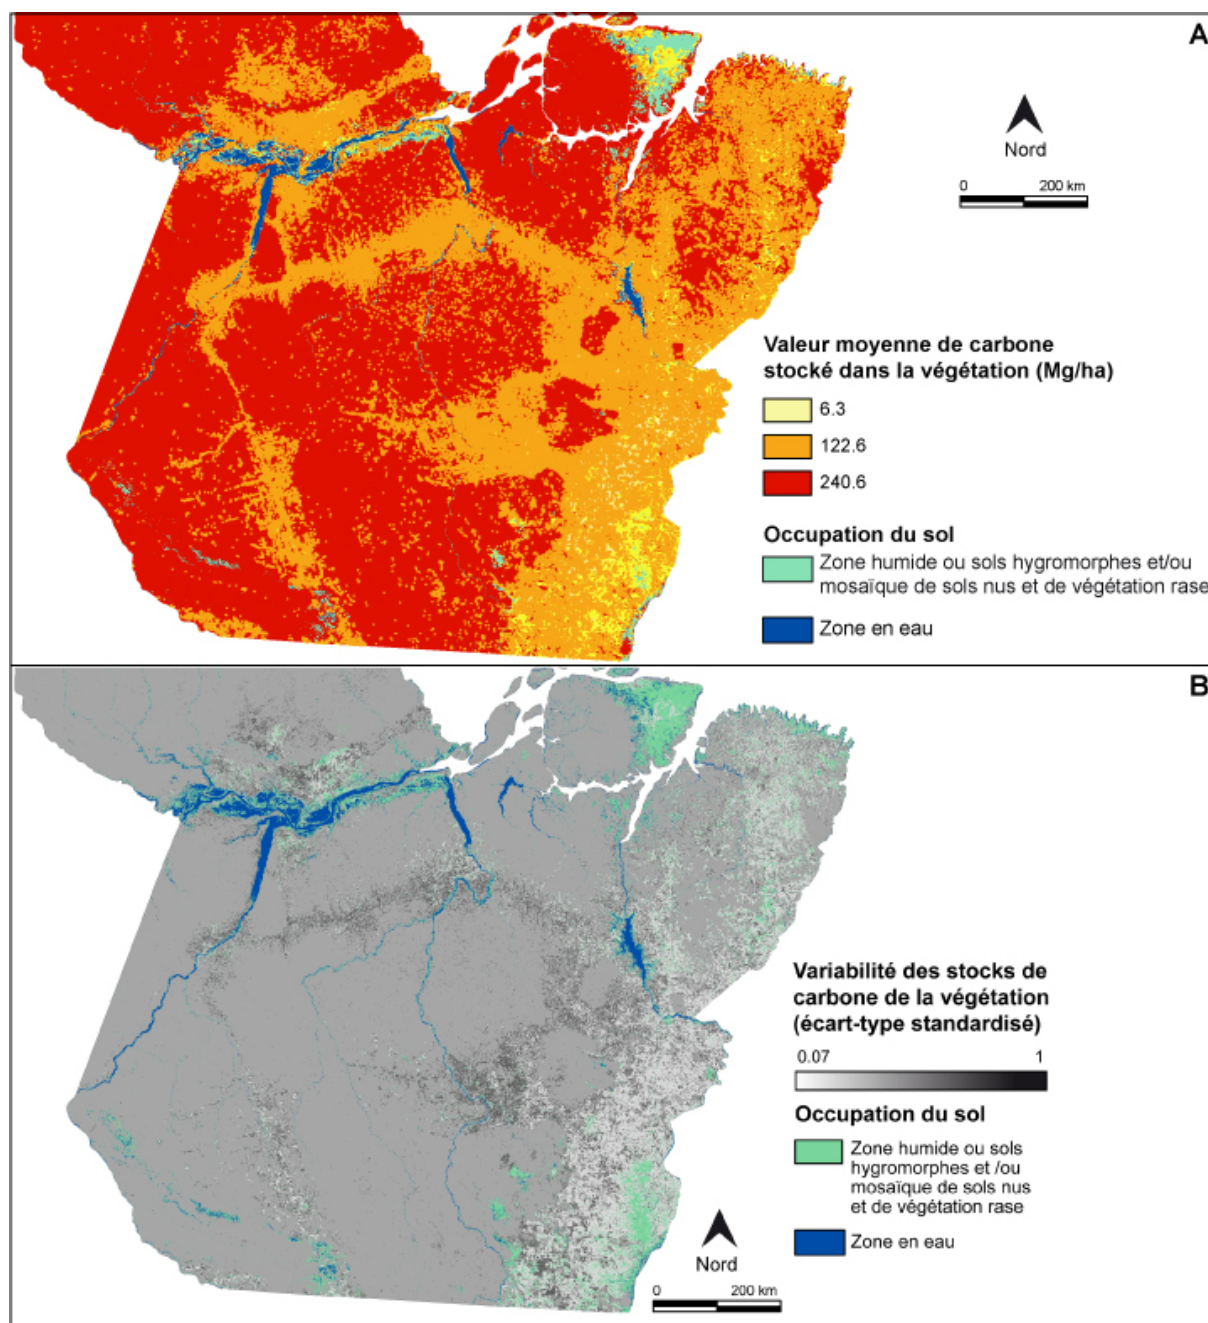 A
Nord
0 200 km
Valeur moyenne de carbone
stocké dans la végétation (Mg/ha)
6.3
122.6
240.6
Occupation du sol
Zone humide ou sols hygromorphes et/ou
mosaïque de sols nus et de végétation rase
Zone en eau
B
Variabilité des stocks de
carbone de la végétation
(écart-type standardisé)
0.07 1
Occupation du sol
Zone humide ou sols
hygromorphes et /ou
mosaïque de sols nus
et de végétation rase
Zone en eau
Nord
0 200 km